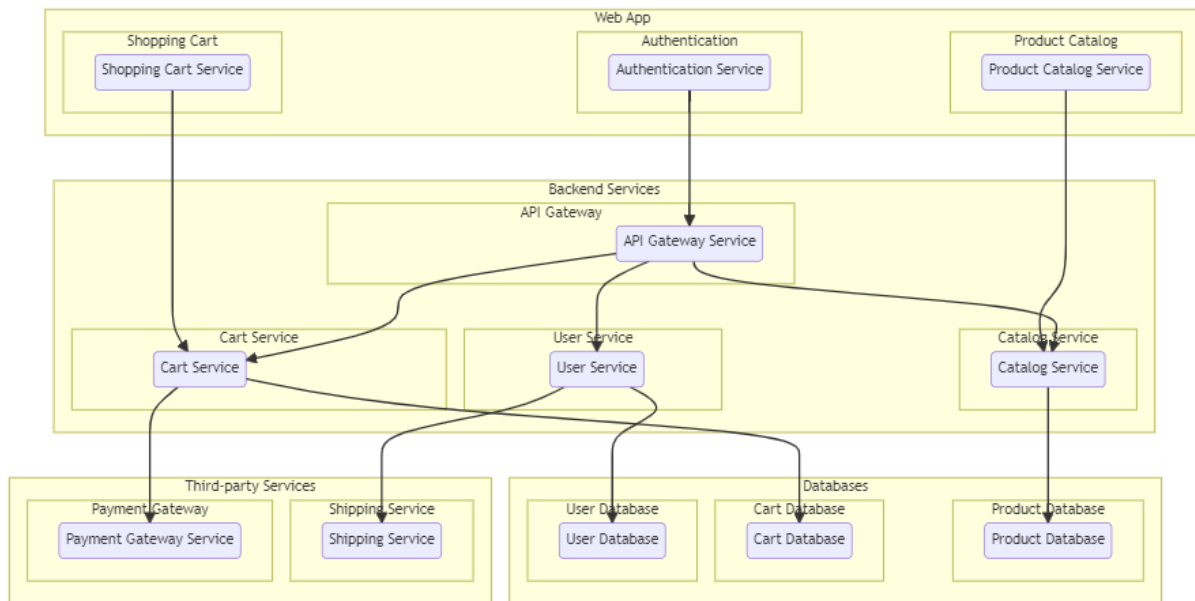 Web App
Shopping Cart
Authentication
Product Catalog
Shopping Cart Service
Authentication Service
Product Catalog Service
Backend Services
API Gateway
API Gateway Service
Cart Service
User Service
Catalog Service
Cart Service
User Service
Catalog Service
Third-party Services
Databases
Payment Gateway
Shipping Service
User Database
Cart Database
Product Database
Payment Gateway Service
Shipping Service
User Database
Cart Database
Product Database